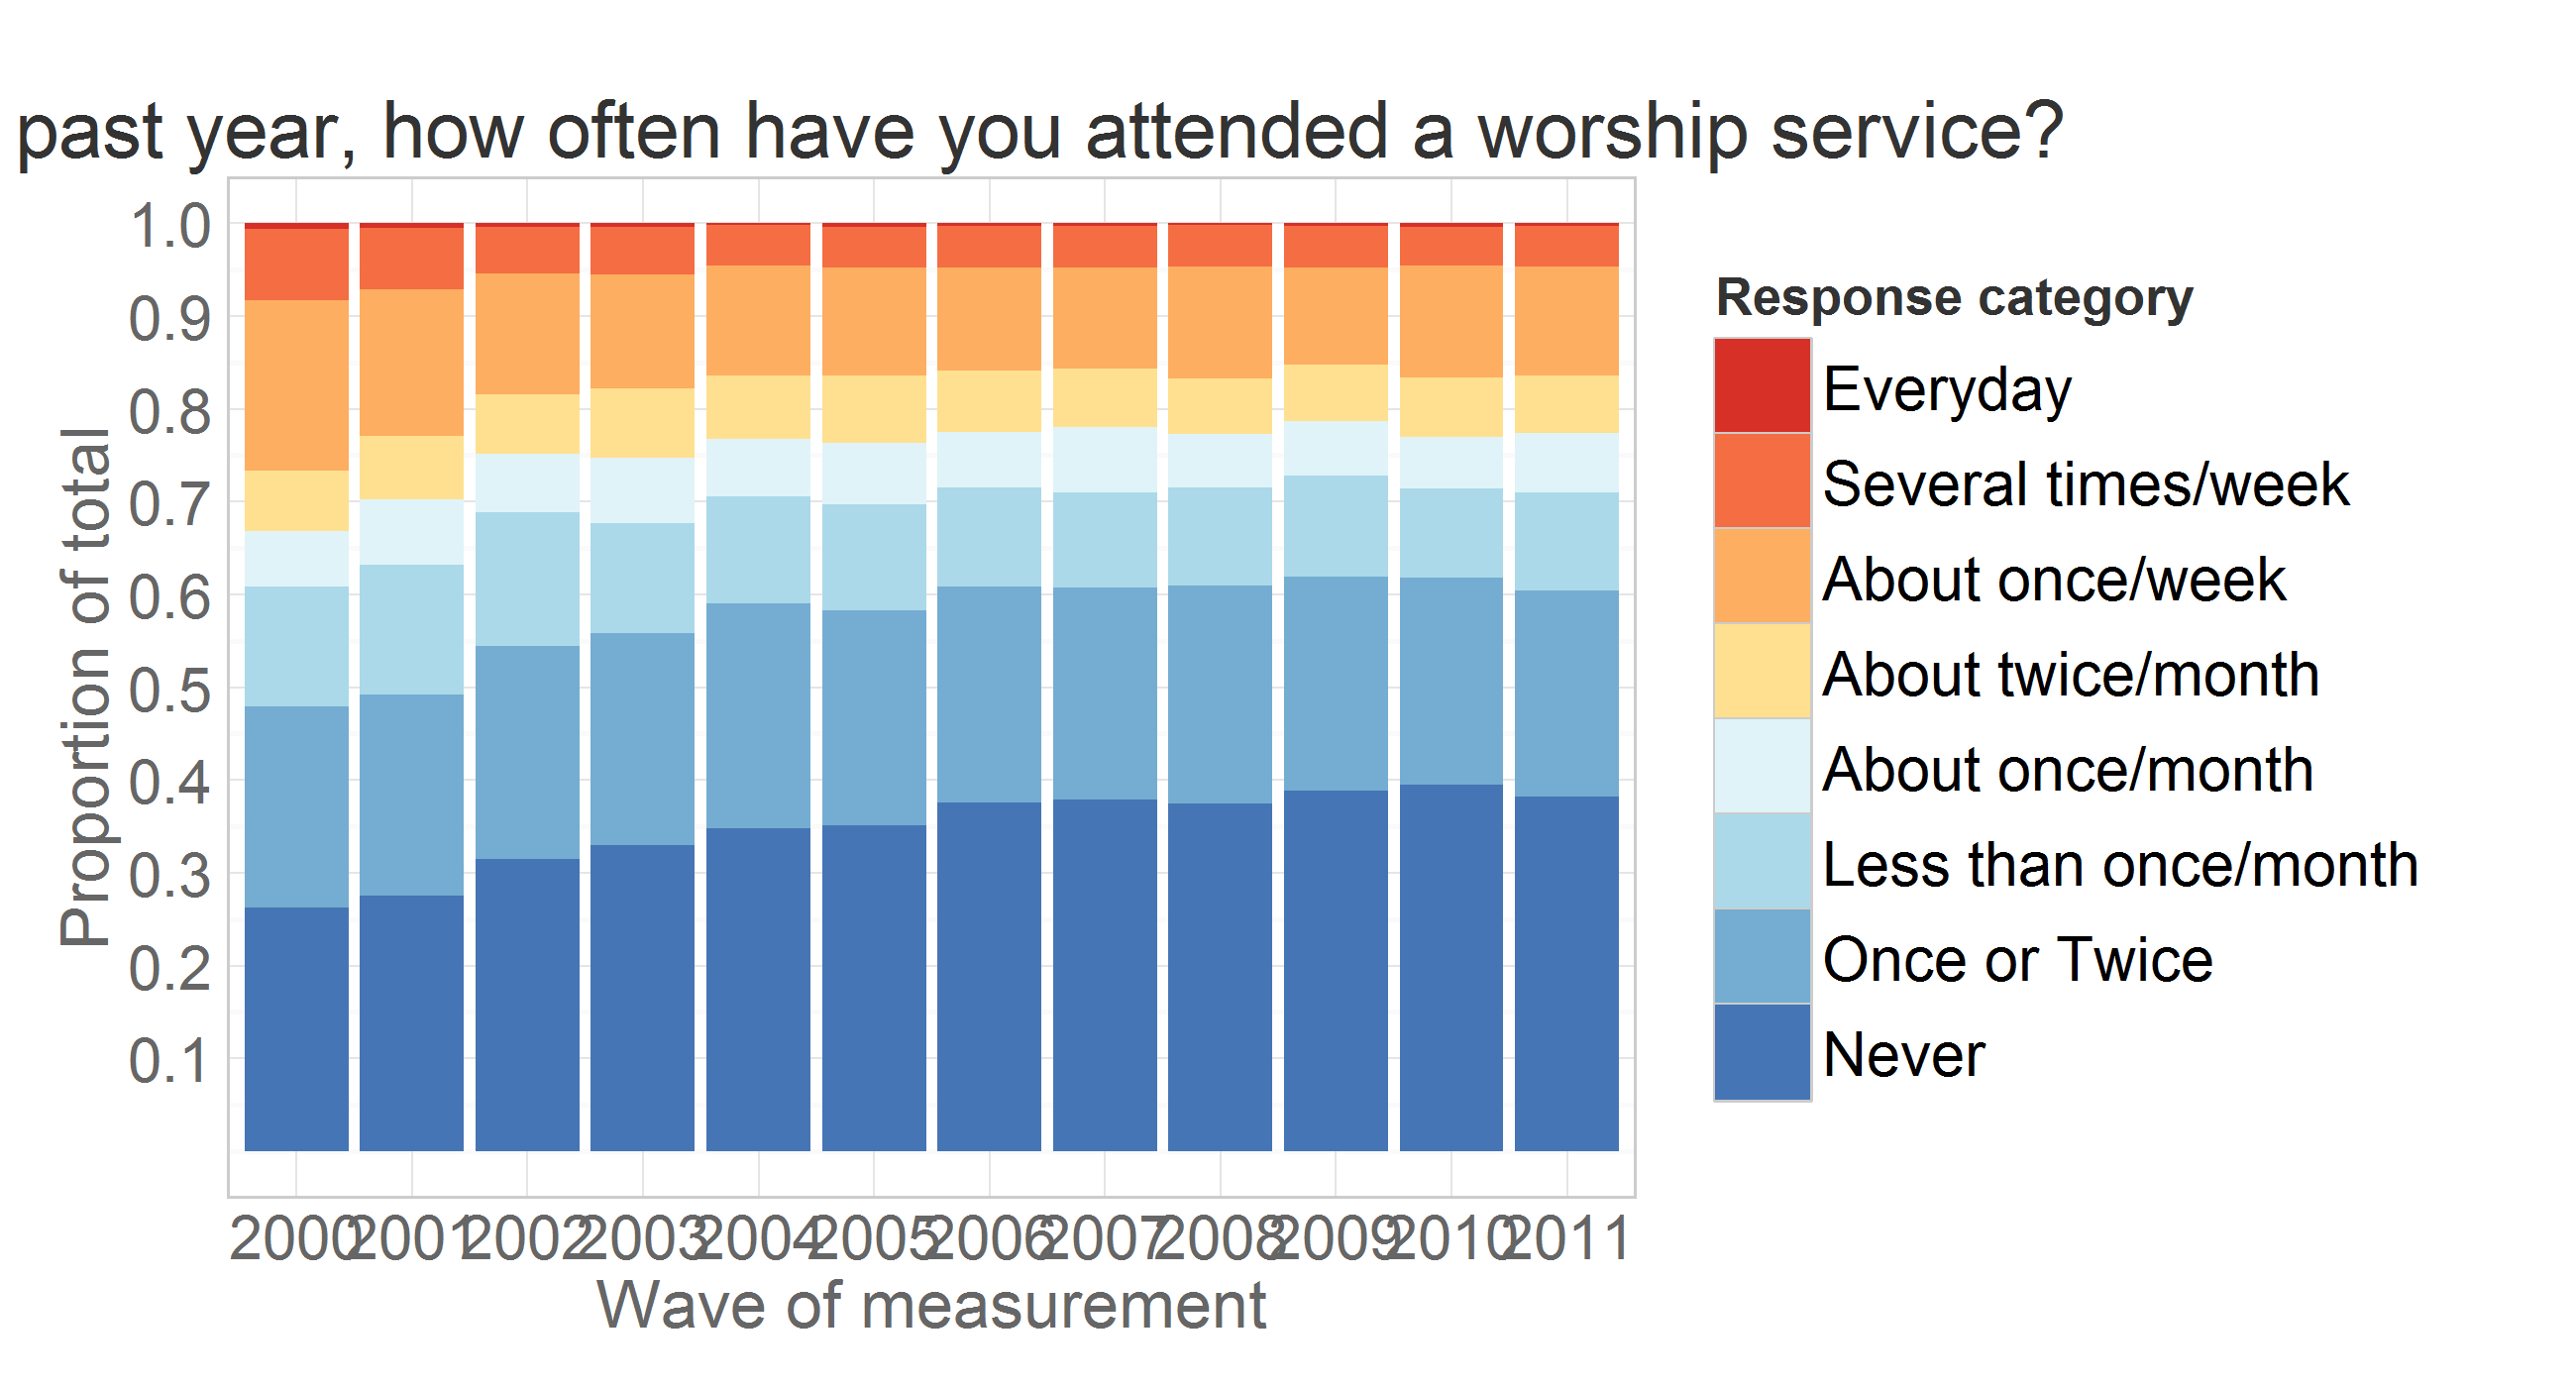 past year, how often have you attended a worship service?
1.0
0.9
0.8
0.7
0.6
0.5
0.4
0.3
0.2
0.1
Proportion of total
2000 2001 2002 2003 2004 2005 2006 2007 2008 2009 2010 2011
Wave of measurement
Response category
Everyday
Several times/week
About once/week
About twice/month
About once/month
Less than once/month
Once or Twice
Never